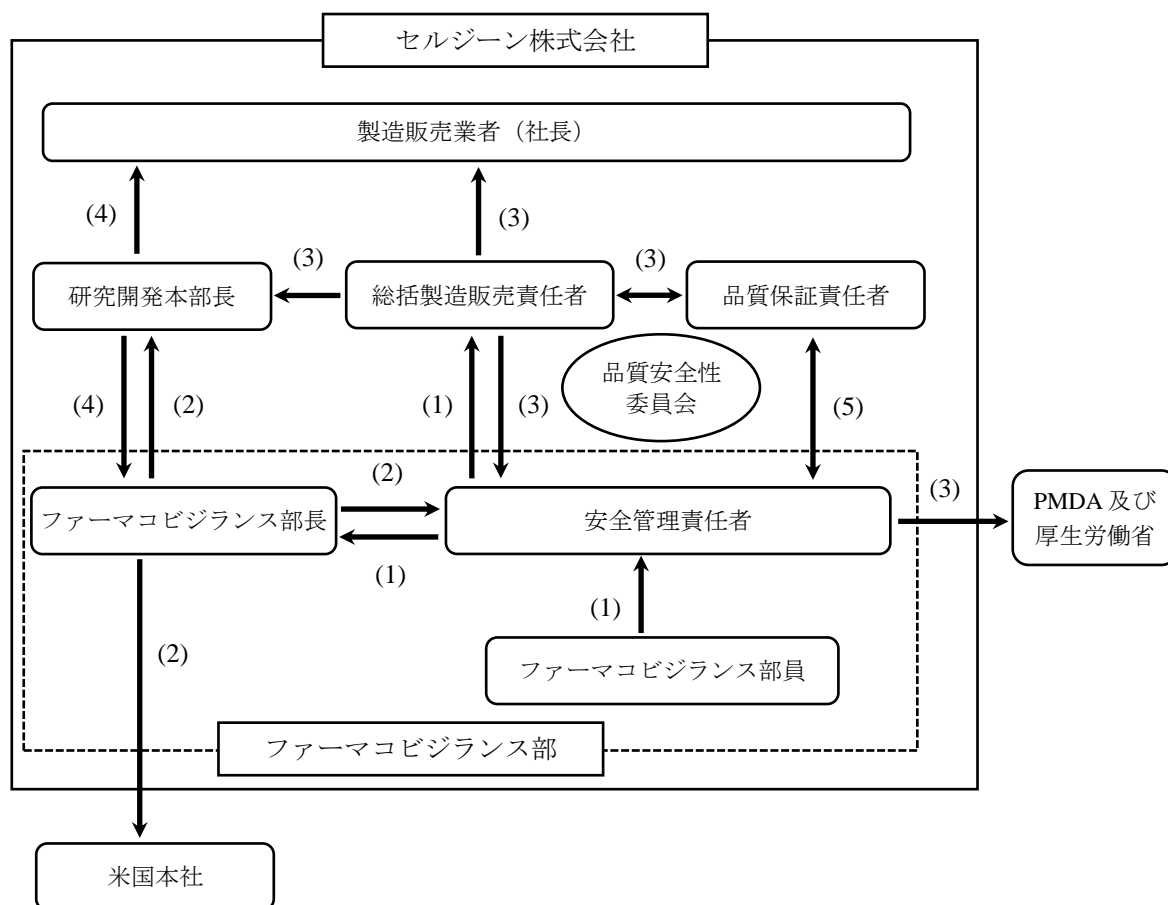 セルジーン株式会社
製造販売業者（社長）
(4)
(3)
(3)
(3)
研究開発本部長
総括製造販売責任者
品質保証責任者
品質安全性
委員会
(4)
(2)
(1)
(3)
(5)
(2)
(3)
ファーマコビジランス部長
安全管理責任者
PMDA 及び
厚生労働省
(1)
(1)
(2)
ファーマコビジランス部員
ファーマコビジランス部
米国本社